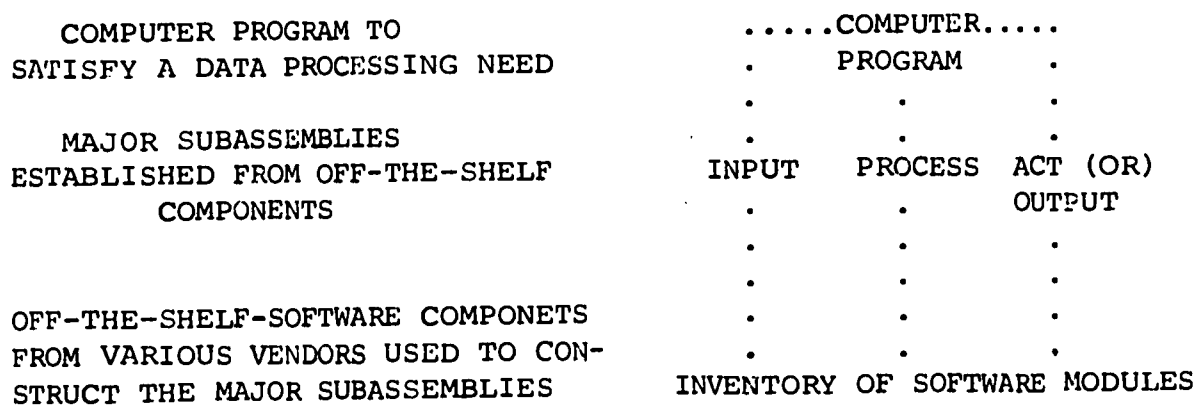 COMPUTER PROGRAM TO
SATISFY A DATA PROCESSING NEED
MAJOR SUBASSEMBLIES
ESTABLISHED FROM OFF-THE-SHELF
COMPONENTS
OFF-THE-SHELF-SOFTWARE COMPONETS
FROM VARIOUS VENDORS USED TO CON-
STRUCT THE MAJOR SUBASSEMBLIES
.....COMPUTER.....
PROGRAM
INPUT PROCESS ACT (OR)
OUTPUT
INVENTORY OF SOFTWARE MODULES